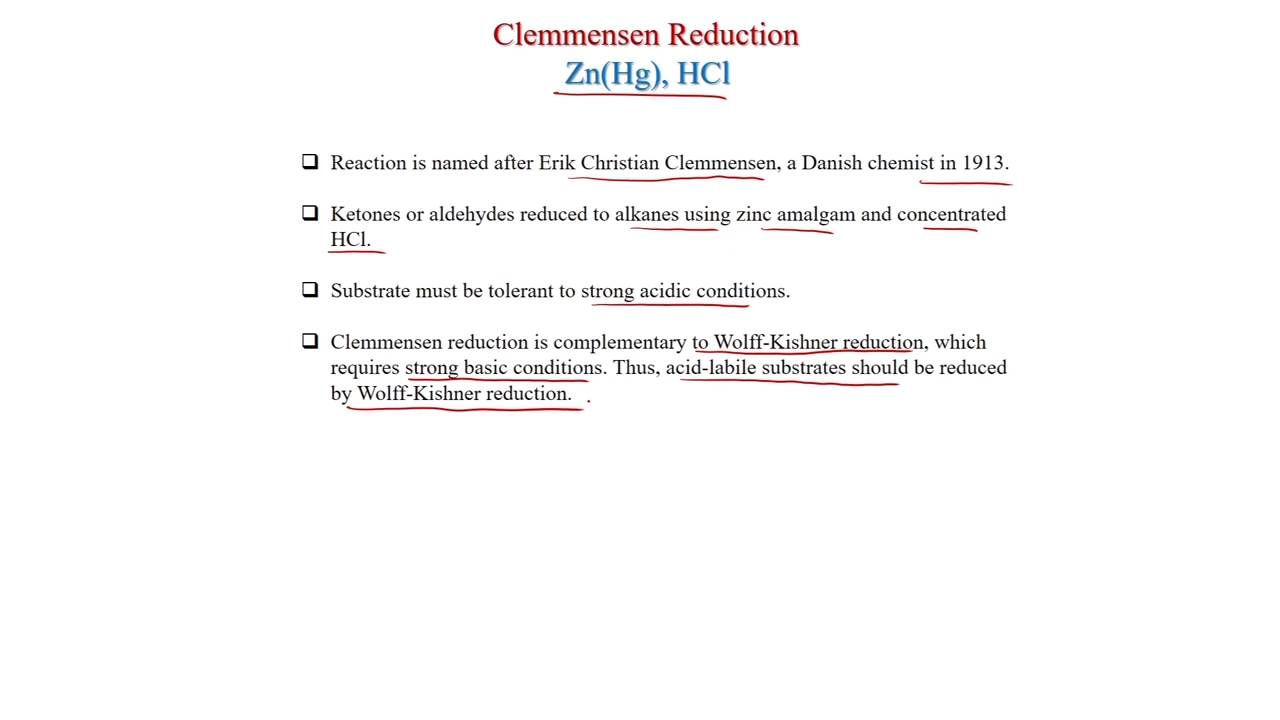 Clemmensen Reduction
Zn(Hg), HCl
❑ Reaction is named after Erik Christian Clemmensen, a Danish chemist in 1913.
❑ Ketones or aldehydes reduced to alkanes using zinc amalgam and concentrated
HCl.
❑ Substrate must be tolerant to strong acidic conditions.
❑ Clemmensen reduction is complementary to Wolff-Kishner reduction, which
requires strong basic conditions. Thus, acid-labile substrates should be reduced
by Wolff-Kishner reduction.